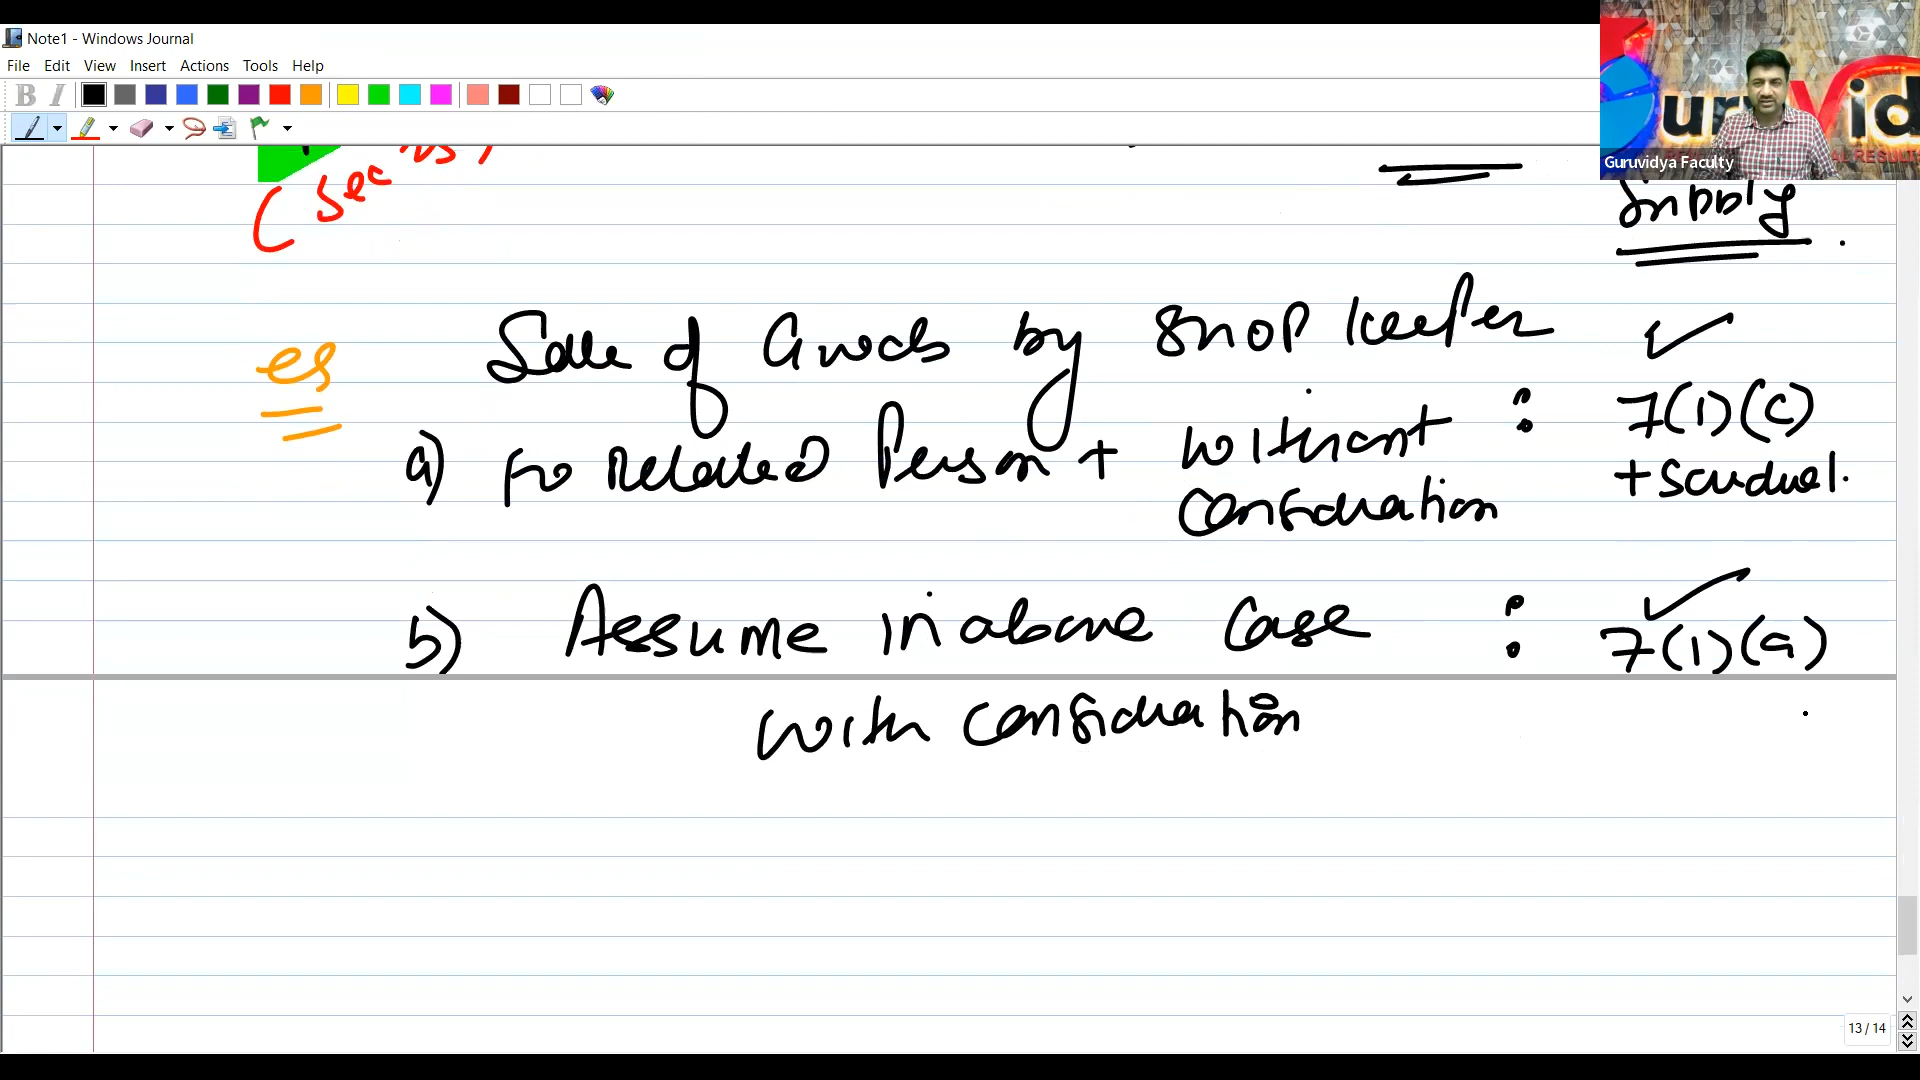 Note1 - Windows Journal
File Edit View Insert Actions Tools Help
B I
Guruvidya Faculty
( Sec
Supply
eg
Sale of Goods by Shop keeper
a) to Related Person + without : 7(1)(c)
consideration + Schedule I.
b) Assume in above Case : 7(1)(a)
with consideration
13 / 14